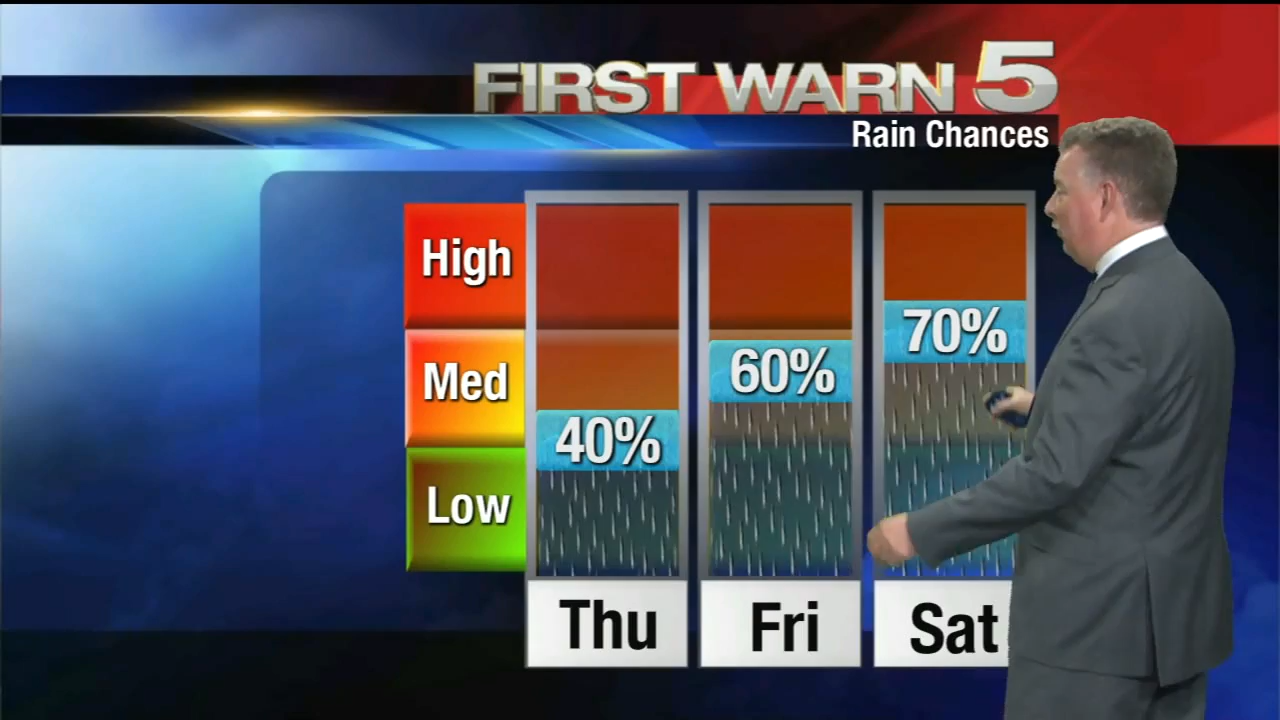 FIRST WARN 5
Rain Chances
High
Med
Low
40%
60%
70%
Thu
Fri
Sat